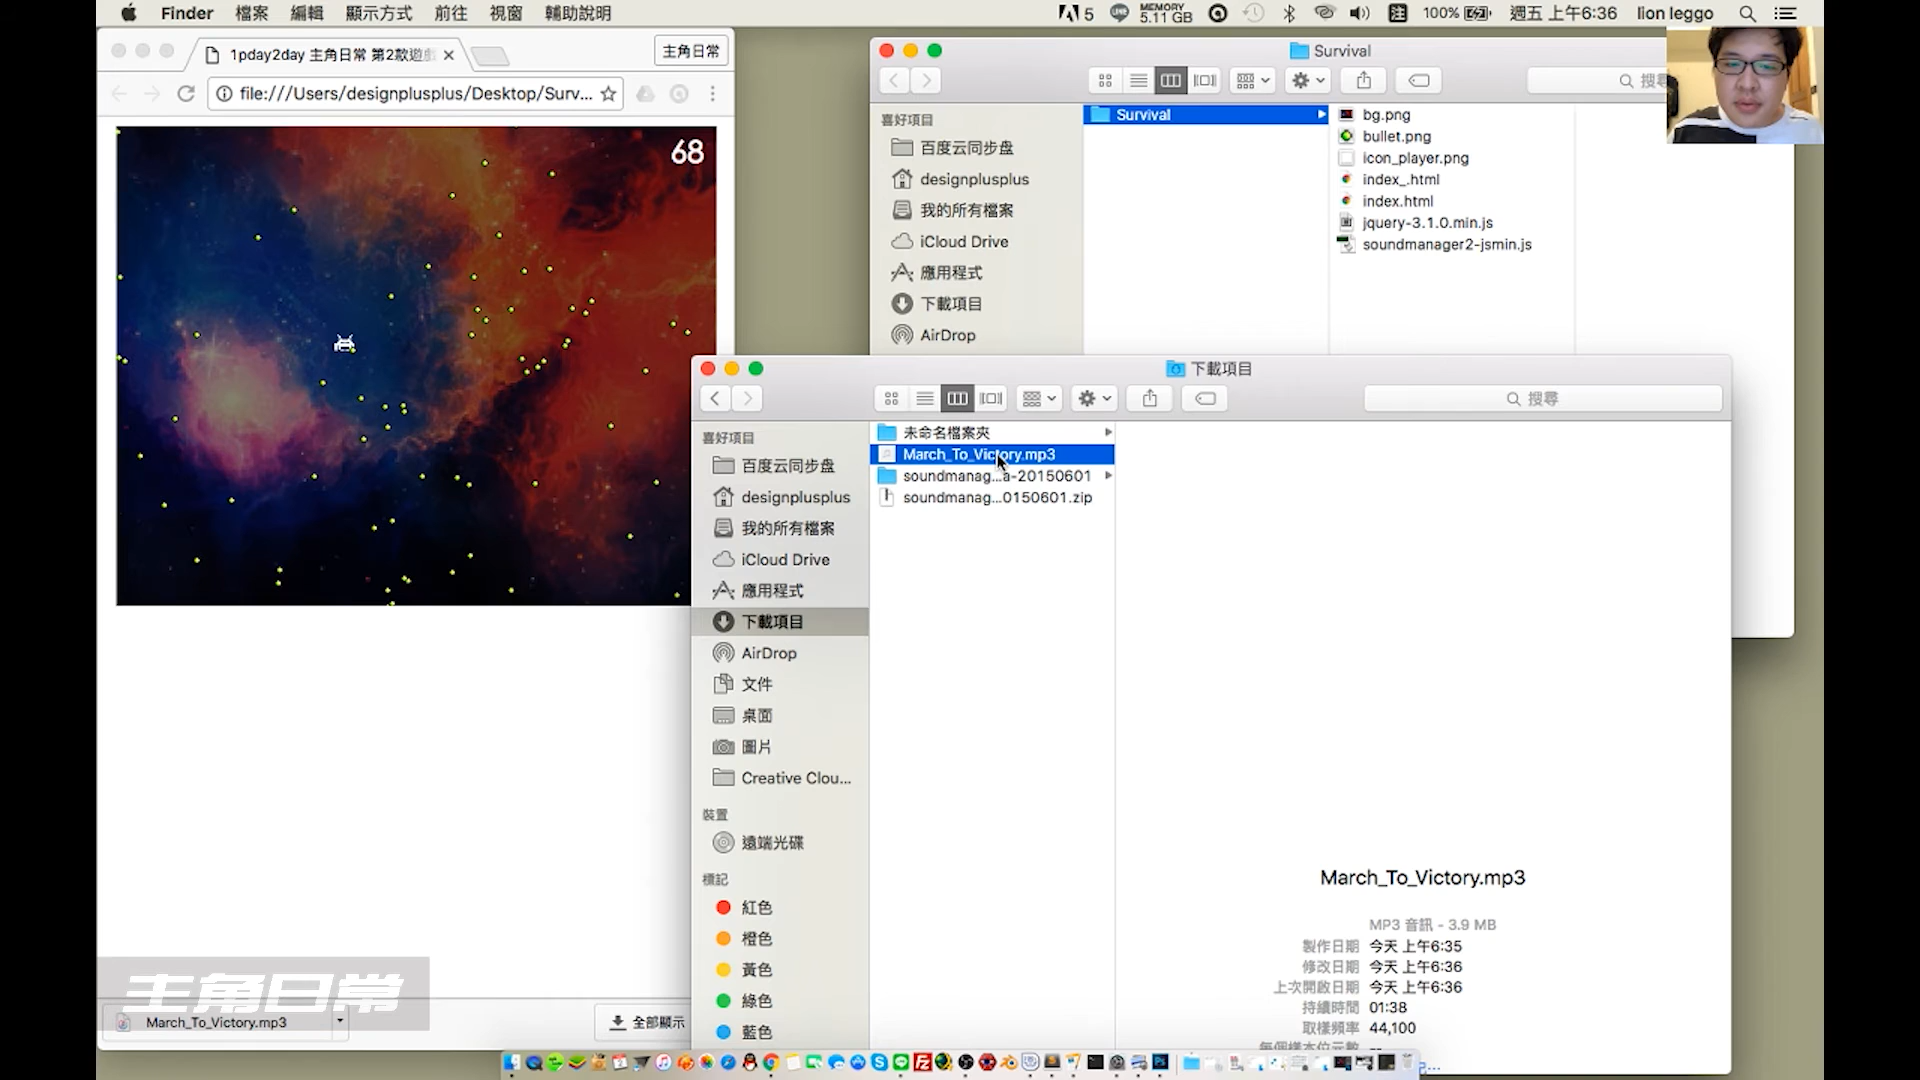 Finder 檔案 編輯 顯示方式 前往 視窗 輔助說明
5 MEMORY 5.11 GB 100% 週五 上午6:36 lion leggo
1pday2day 主角日常 第2款遊戲
主角日常
file:///Users/designplusplus/Desktop/Surv...
68
Survival
搜尋
喜好項目
百度云同步盘
designplusplus
我的所有檔案
iCloud Drive
應用程式
下載項目
AirDrop
Survival
bg.png
bullet.png
icon_player.png
index_.html
index.html
jquery-3.1.0.min.js
soundmanager2-jsmin.js
下載項目
搜尋
喜好項目
百度云同步盘
designplusplus
我的所有檔案
iCloud Drive
應用程式
下載項目
AirDrop
文件
桌面
圖片
Creative Clou...
裝置
遠端光碟
標記
紅色
橙色
黃色
綠色
藍色
未命名檔案夾
March_To_Victory.mp3
soundmanag...a-20150601
soundmanag...0150601.zip
March_To_Victory.mp3
MP3 音訊 - 3.9 MB
製作日期 今天 上午6:35
修改日期 今天 上午6:36
上次開啟日期 今天 上午6:36
持續時間 01:38
取樣頻率 44,100
每個樣本位元數 --
主角日常
March_To_Victory.mp3
全部顯示